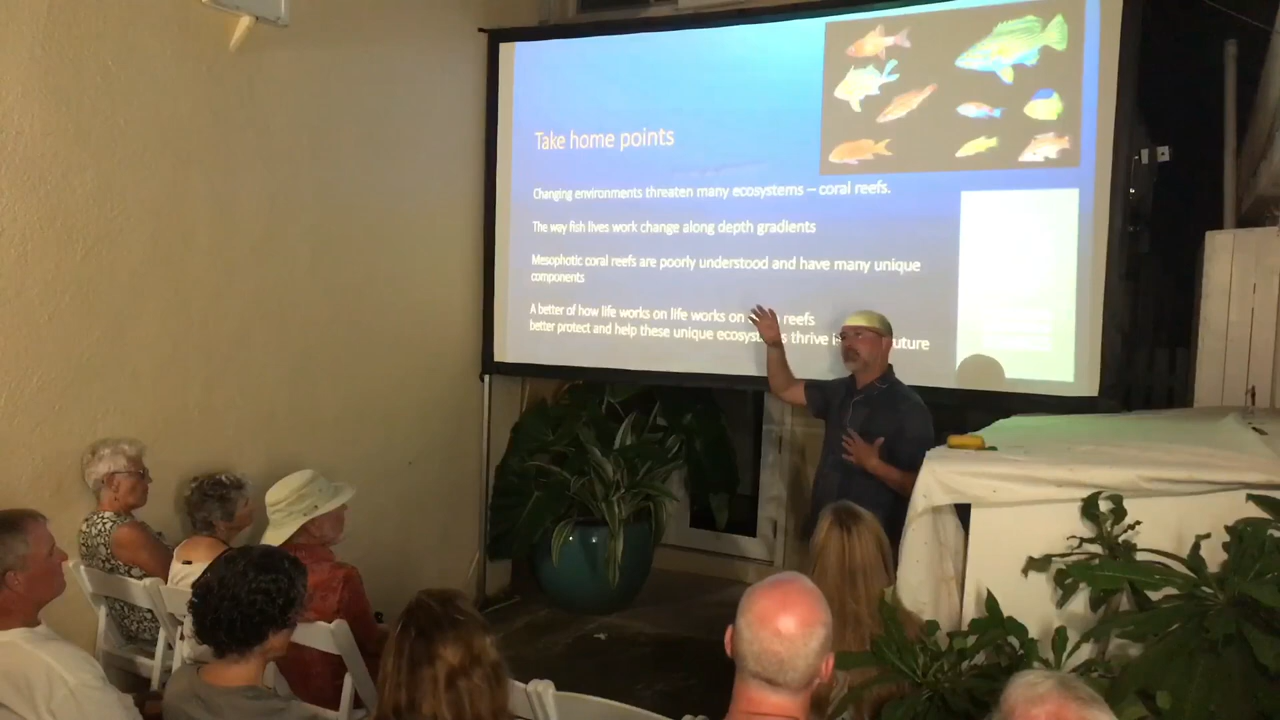 Take home points
Changing environments threaten many ecosystems – coral reefs.
The way fish lives work change along depth gradients
Mesophotic coral reefs are poorly understood and have many unique
components
A better of how life works on life works on reefs
better protect and help these unique thrive